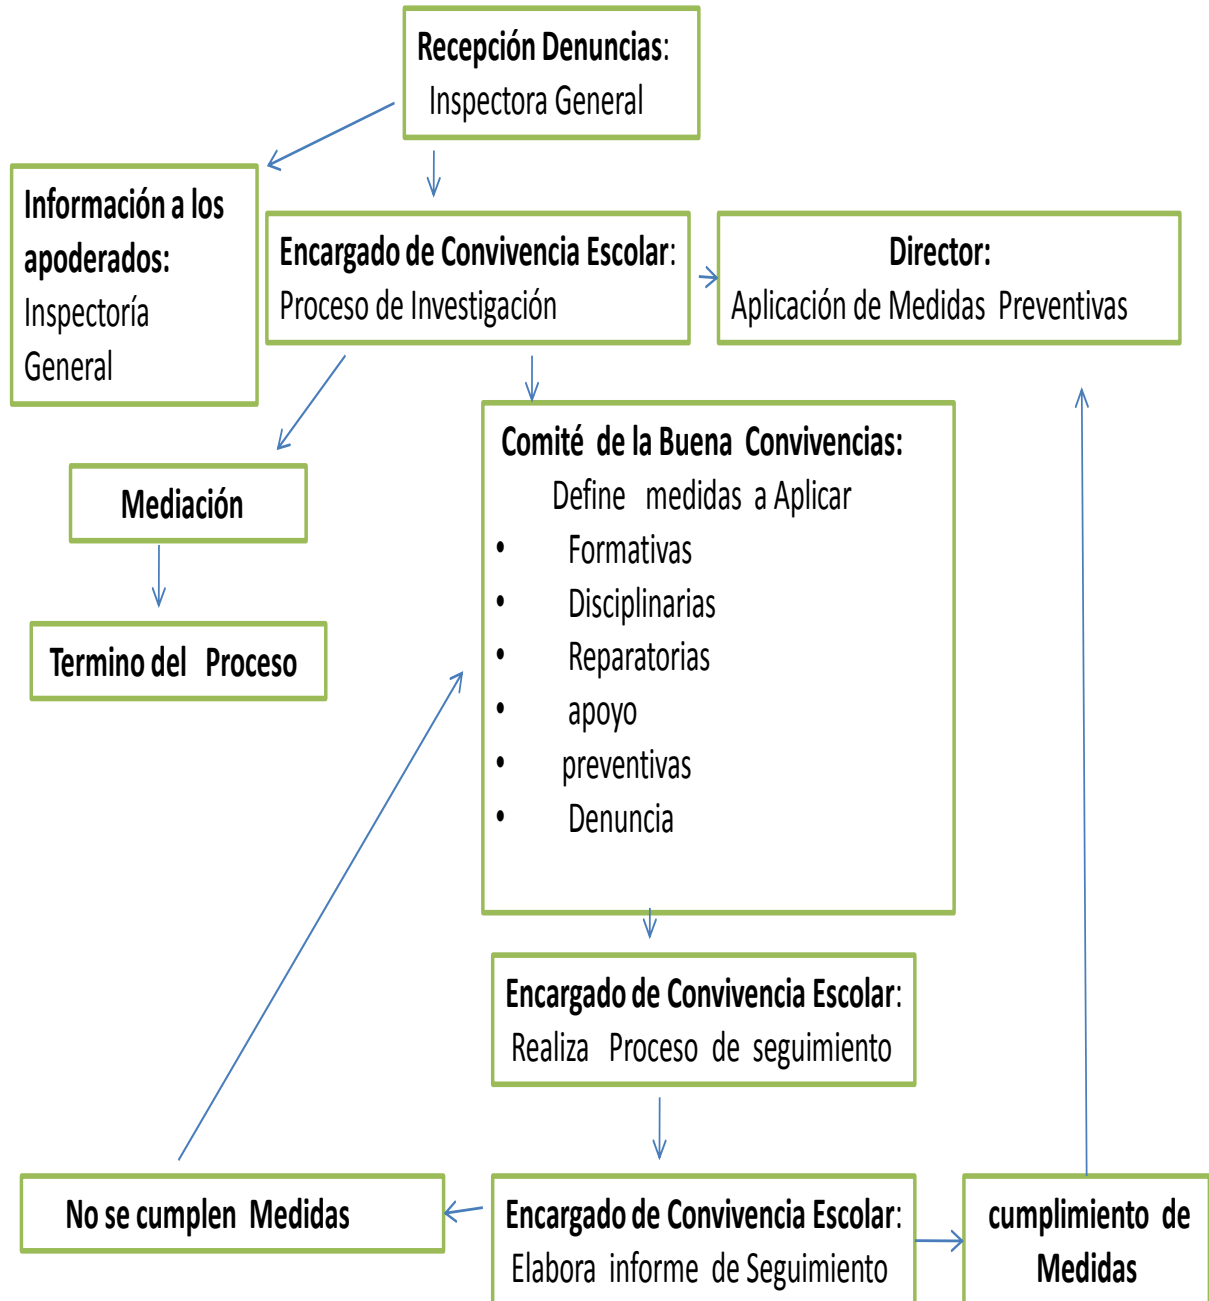 Recepción Denuncias:
Inspectora General
Información a los
apoderados:
Inspectoría
General
Encargado de Convivencia Escolar:
Proceso de Investigación
Director:
Aplicación de Medidas Preventivas
Mediación
Termino del Proceso
Comité de la Buena Convivencias:
Define medidas a Aplicar
• Formativas
• Disciplinarias
• Reparatorias
• apoyo
• preventivas
• Denuncia
Encargado de Convivencia Escolar:
Realiza Proceso de seguimiento
No se cumplen Medidas
Encargado de Convivencia Escolar:
Elabora informe de Seguimiento
cumplimiento de
Medidas